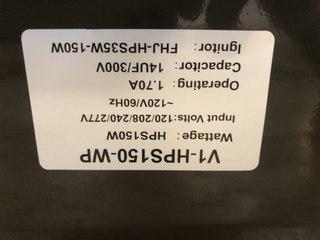 V1-HPS150-WP
Wattage: HPS150W
Input Volts:120/208/240/277V
~120V/60Hz
Operating: 1.70A
Capacitor: 14UF/300V
Ignitor: FHJ-HPS35W-150W